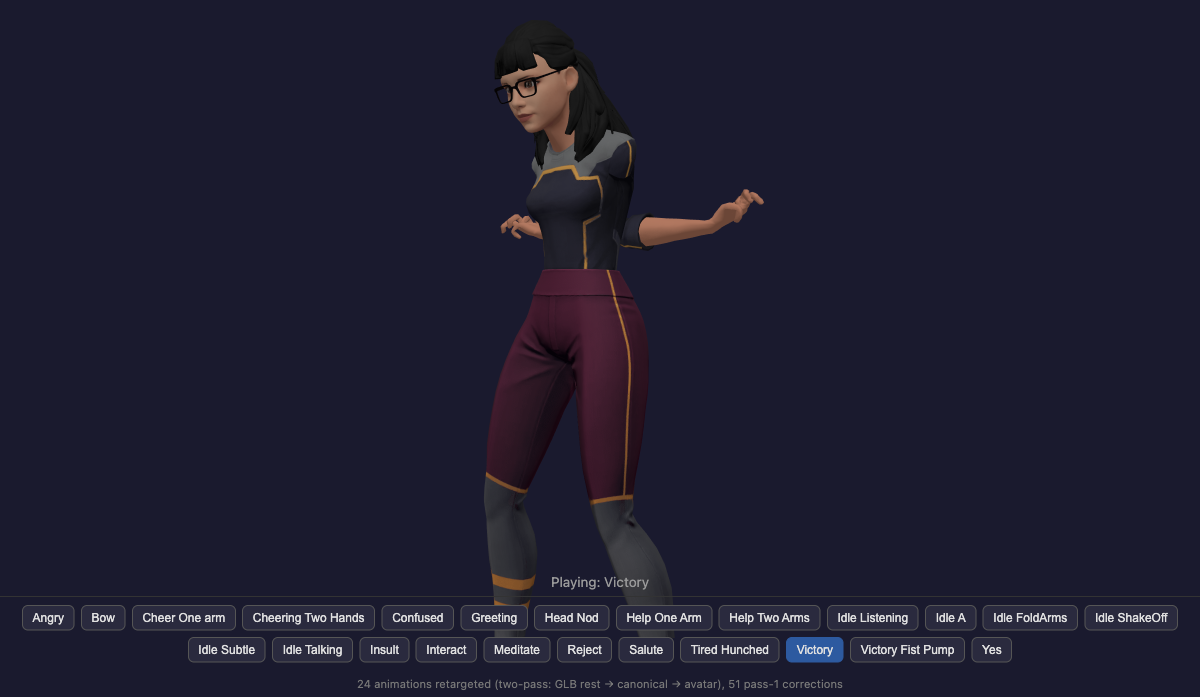 Playing: Victory
Angry Bow Cheer One arm Cheering Two Hands Confused Greeting Head Nod Help One Arm Help Two Arms Idle Listening Idle A Idle FoldArms Idle ShakeOff
Idle Subtle Idle Talking Insult Interact Meditate Reject Salute Tired Hunched Victory Victory Fist Pump Yes
24 animations retargeted (two-pass: GLB rest → canonical → avatar), 51 pass-1 corrections